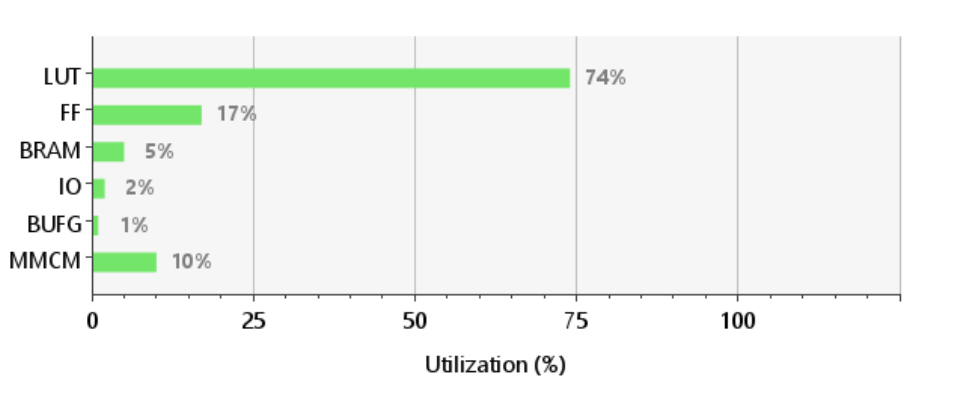 LUT 74%
FF 17%
BRAM 5%
IO 2%
BUFG 1%
MMCM 10%
0 25 50 75 100
Utilization (%)